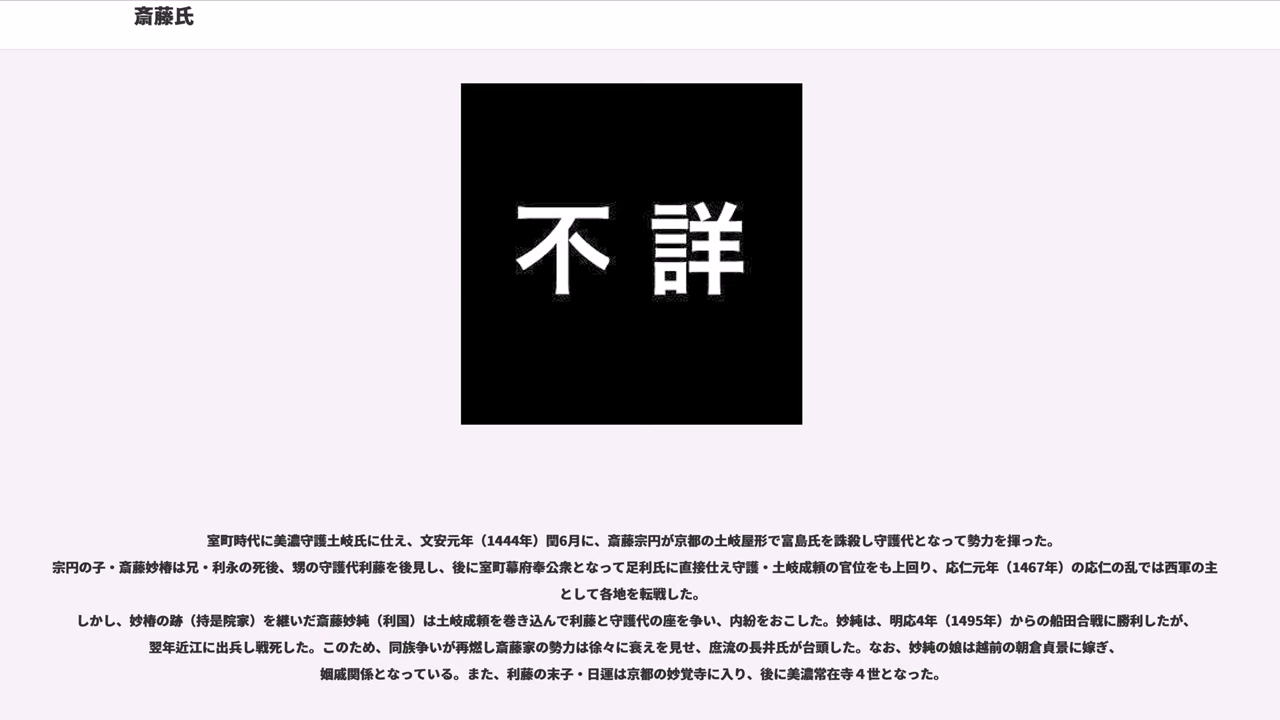 斎藤氏
不詳
室町時代に美濃守護土岐氏に仕え、文安元年（1444年）閏6月に、斎藤宗円が京都の土岐屋形で富島氏を誅殺し守護代となって勢力を揮った。
宗円の子・斎藤妙椿は兄・利永の死後、甥の守護代利藤を後見し、後に室町幕府奉公衆となって足利氏に直接仕え守護・土岐成頼の官位をも上回り、応仁元年（1467年）の応仁の乱では西軍の主
として各地を転戦した。
しかし、妙椿の跡（持是院家）を継いだ斎藤妙純（利国）は土岐成頼を巻き込んで利藤と守護代の座を争い、内紛をおこした。妙純は、明応4年（1495年）からの船田合戦に勝利したが、
翌年近江に出兵し戦死した。このため、同族争いが再燃し斎藤家の勢力は徐々に衰えを見せ、庶流の長井氏が台頭した。なお、妙純の娘は越前の朝倉貞景に嫁ぎ、
姻戚関係となっている。また、利藤の末子・日運は京都の妙覚寺に入り、後に美濃常在寺４世となった。